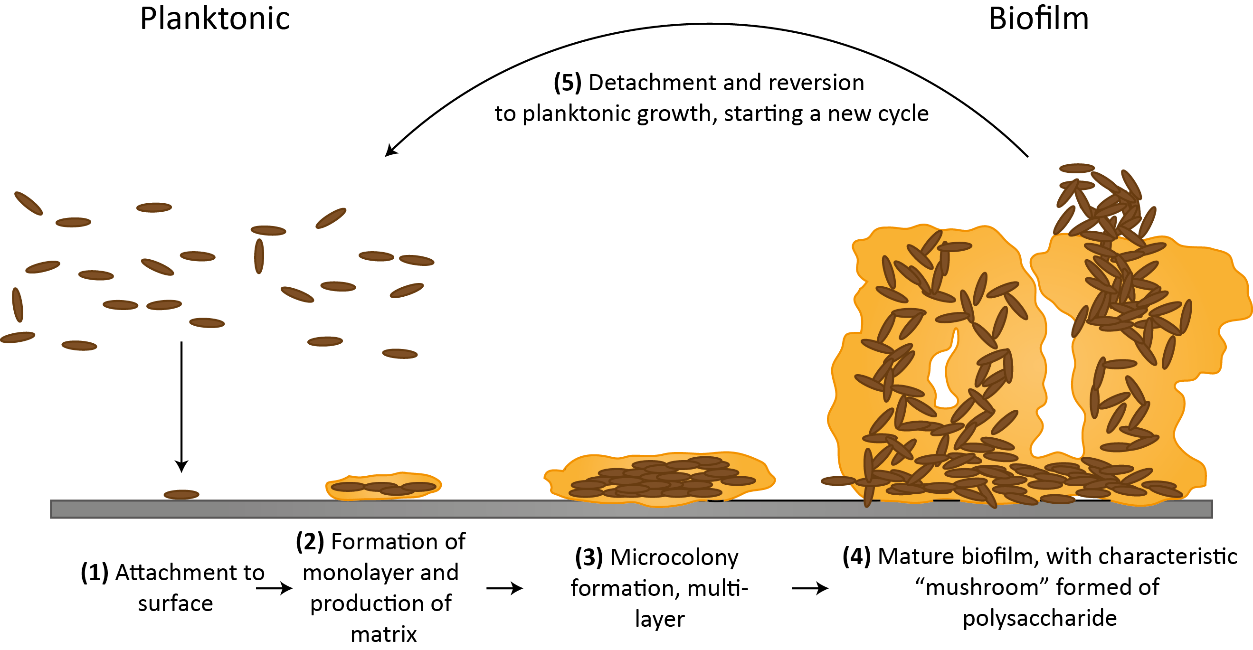 Planktonic
Biofilm
(5) Detachment and reversion
to planktonic growth, starting a new cycle
(1) Attachment to
surface
(2) Formation of
monolayer and
production of
matrix
(3) Microcolony
formation, multi-
layer
(4) Mature biofilm, with characteristic
“mushroom” formed of
polysaccharide